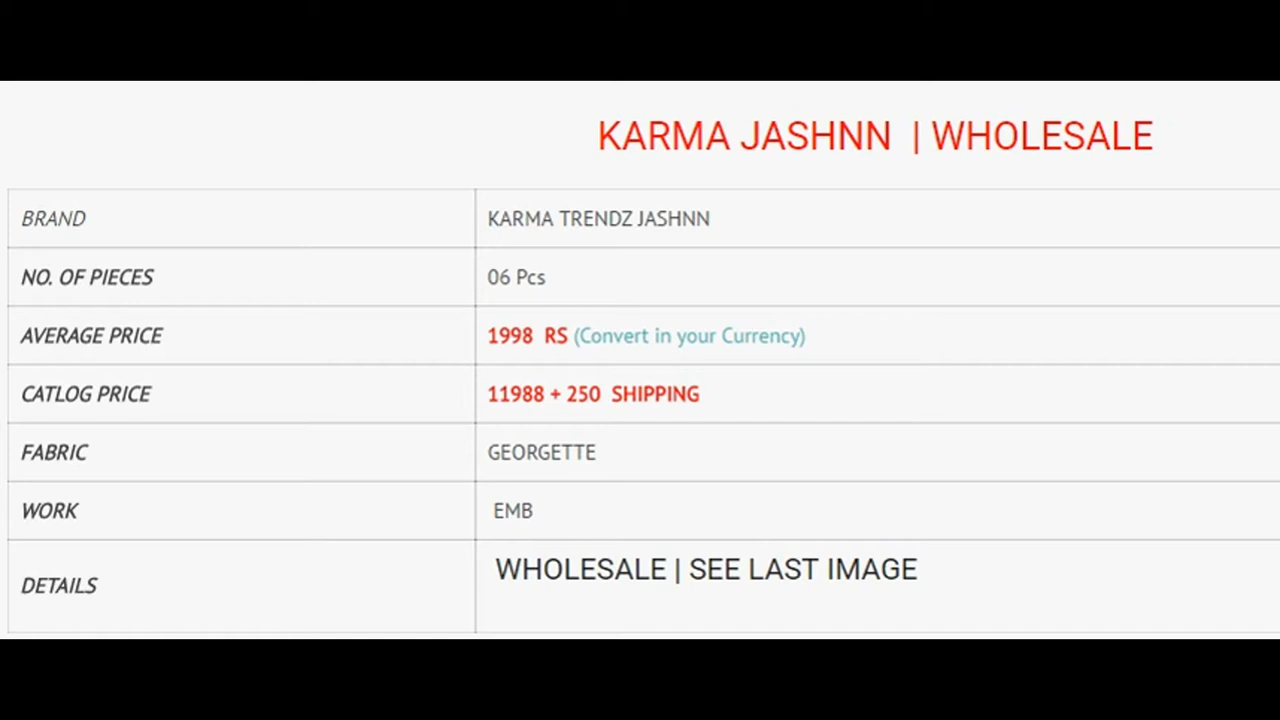 KARMA JASHNN | WHOLESALE
BRAND KARMA TRENDZ JASHNN
NO. OF PIECES 06 Pcs
AVERAGE PRICE 1998 RS (Convert in your Currency)
CATLOG PRICE 11988 + 250 SHIPPING
FABRIC GEORGETTE
WORK EMB
DETAILS WHOLESALE | SEE LAST IMAGE